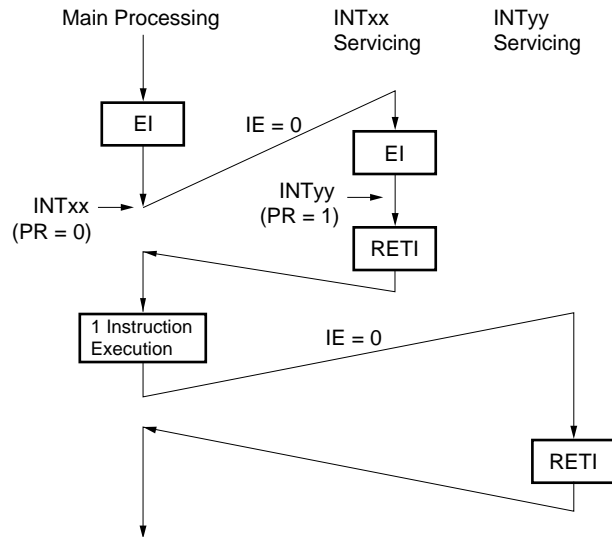 Main Processing
INTxx
Servicing
INTyy
Servicing
EI
IE = 0
EI
INTxx
(PR = 0)
INTyy
(PR = 1)
RETI
1 Instruction
Execution
IE = 0
RETI